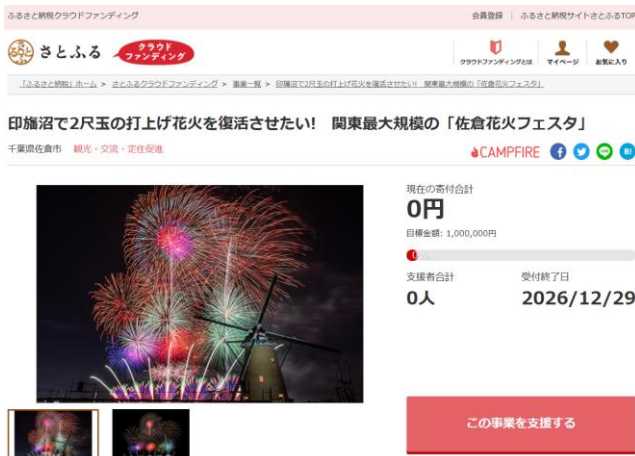 ふるさと納税クラウドファンディング
会員登録 ふるさと納税サイトさとふるTOP
さとふる クラウドファンディング
クラウドファンディングとは マイページ お気に入り
「ふるさと納税」ホーム > さとふるクラウドファンディング > 事業一覧 > 印旛沼で2尺玉の打上げ花火を復活させたい! 関東最大規模の「佐倉花火フェスタ」
印旛沼で2尺玉の打上げ花火を復活させたい! 関東最大規模の「佐倉花火フェスタ」
千葉県佐倉市 観光・交流・定住促進
CAMPFIRE
現在の寄付合計
0円
目標金額: 1,000,000円
0%
支援者合計 受付終了日
0人 2026/12/29
この事業を支援する